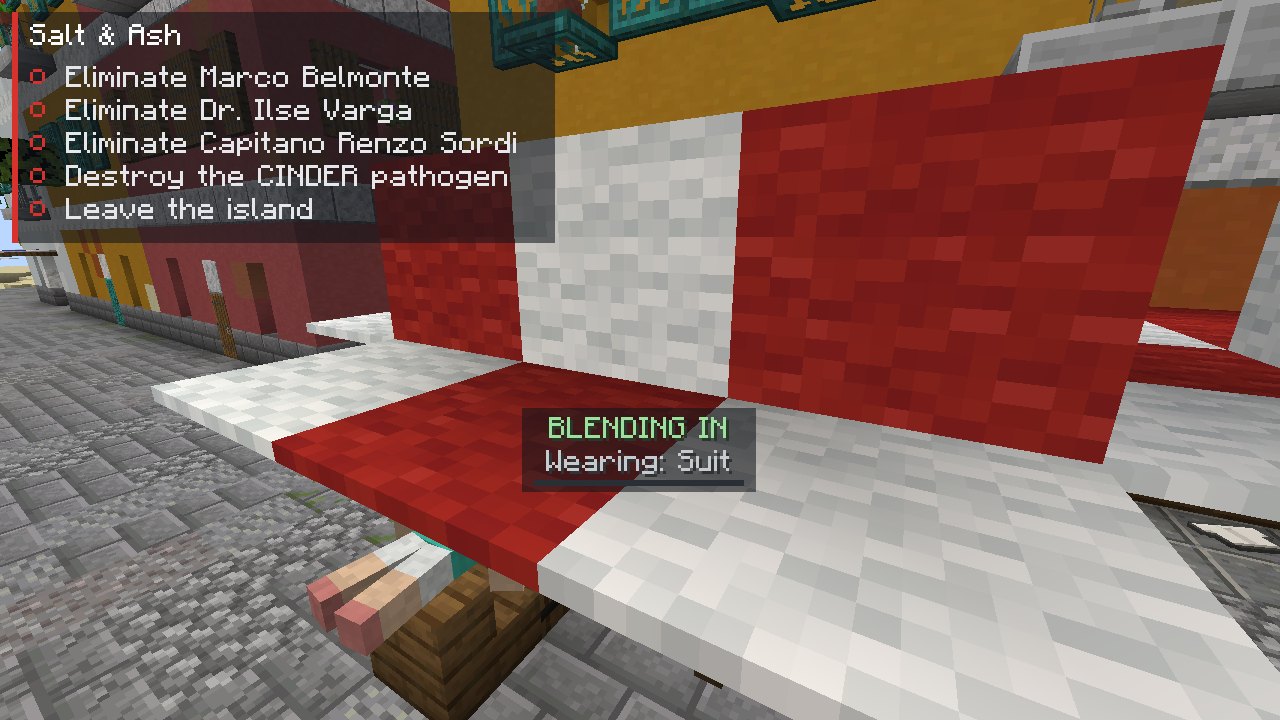 Salt & Ash
Eliminate Marco Belmonte
Eliminate Dr. Ilse Varga
Eliminate Capitano Renzo Sordi
Destroy the CINDER pathogen
Leave the island
BLENDING IN
Wearing: Suit